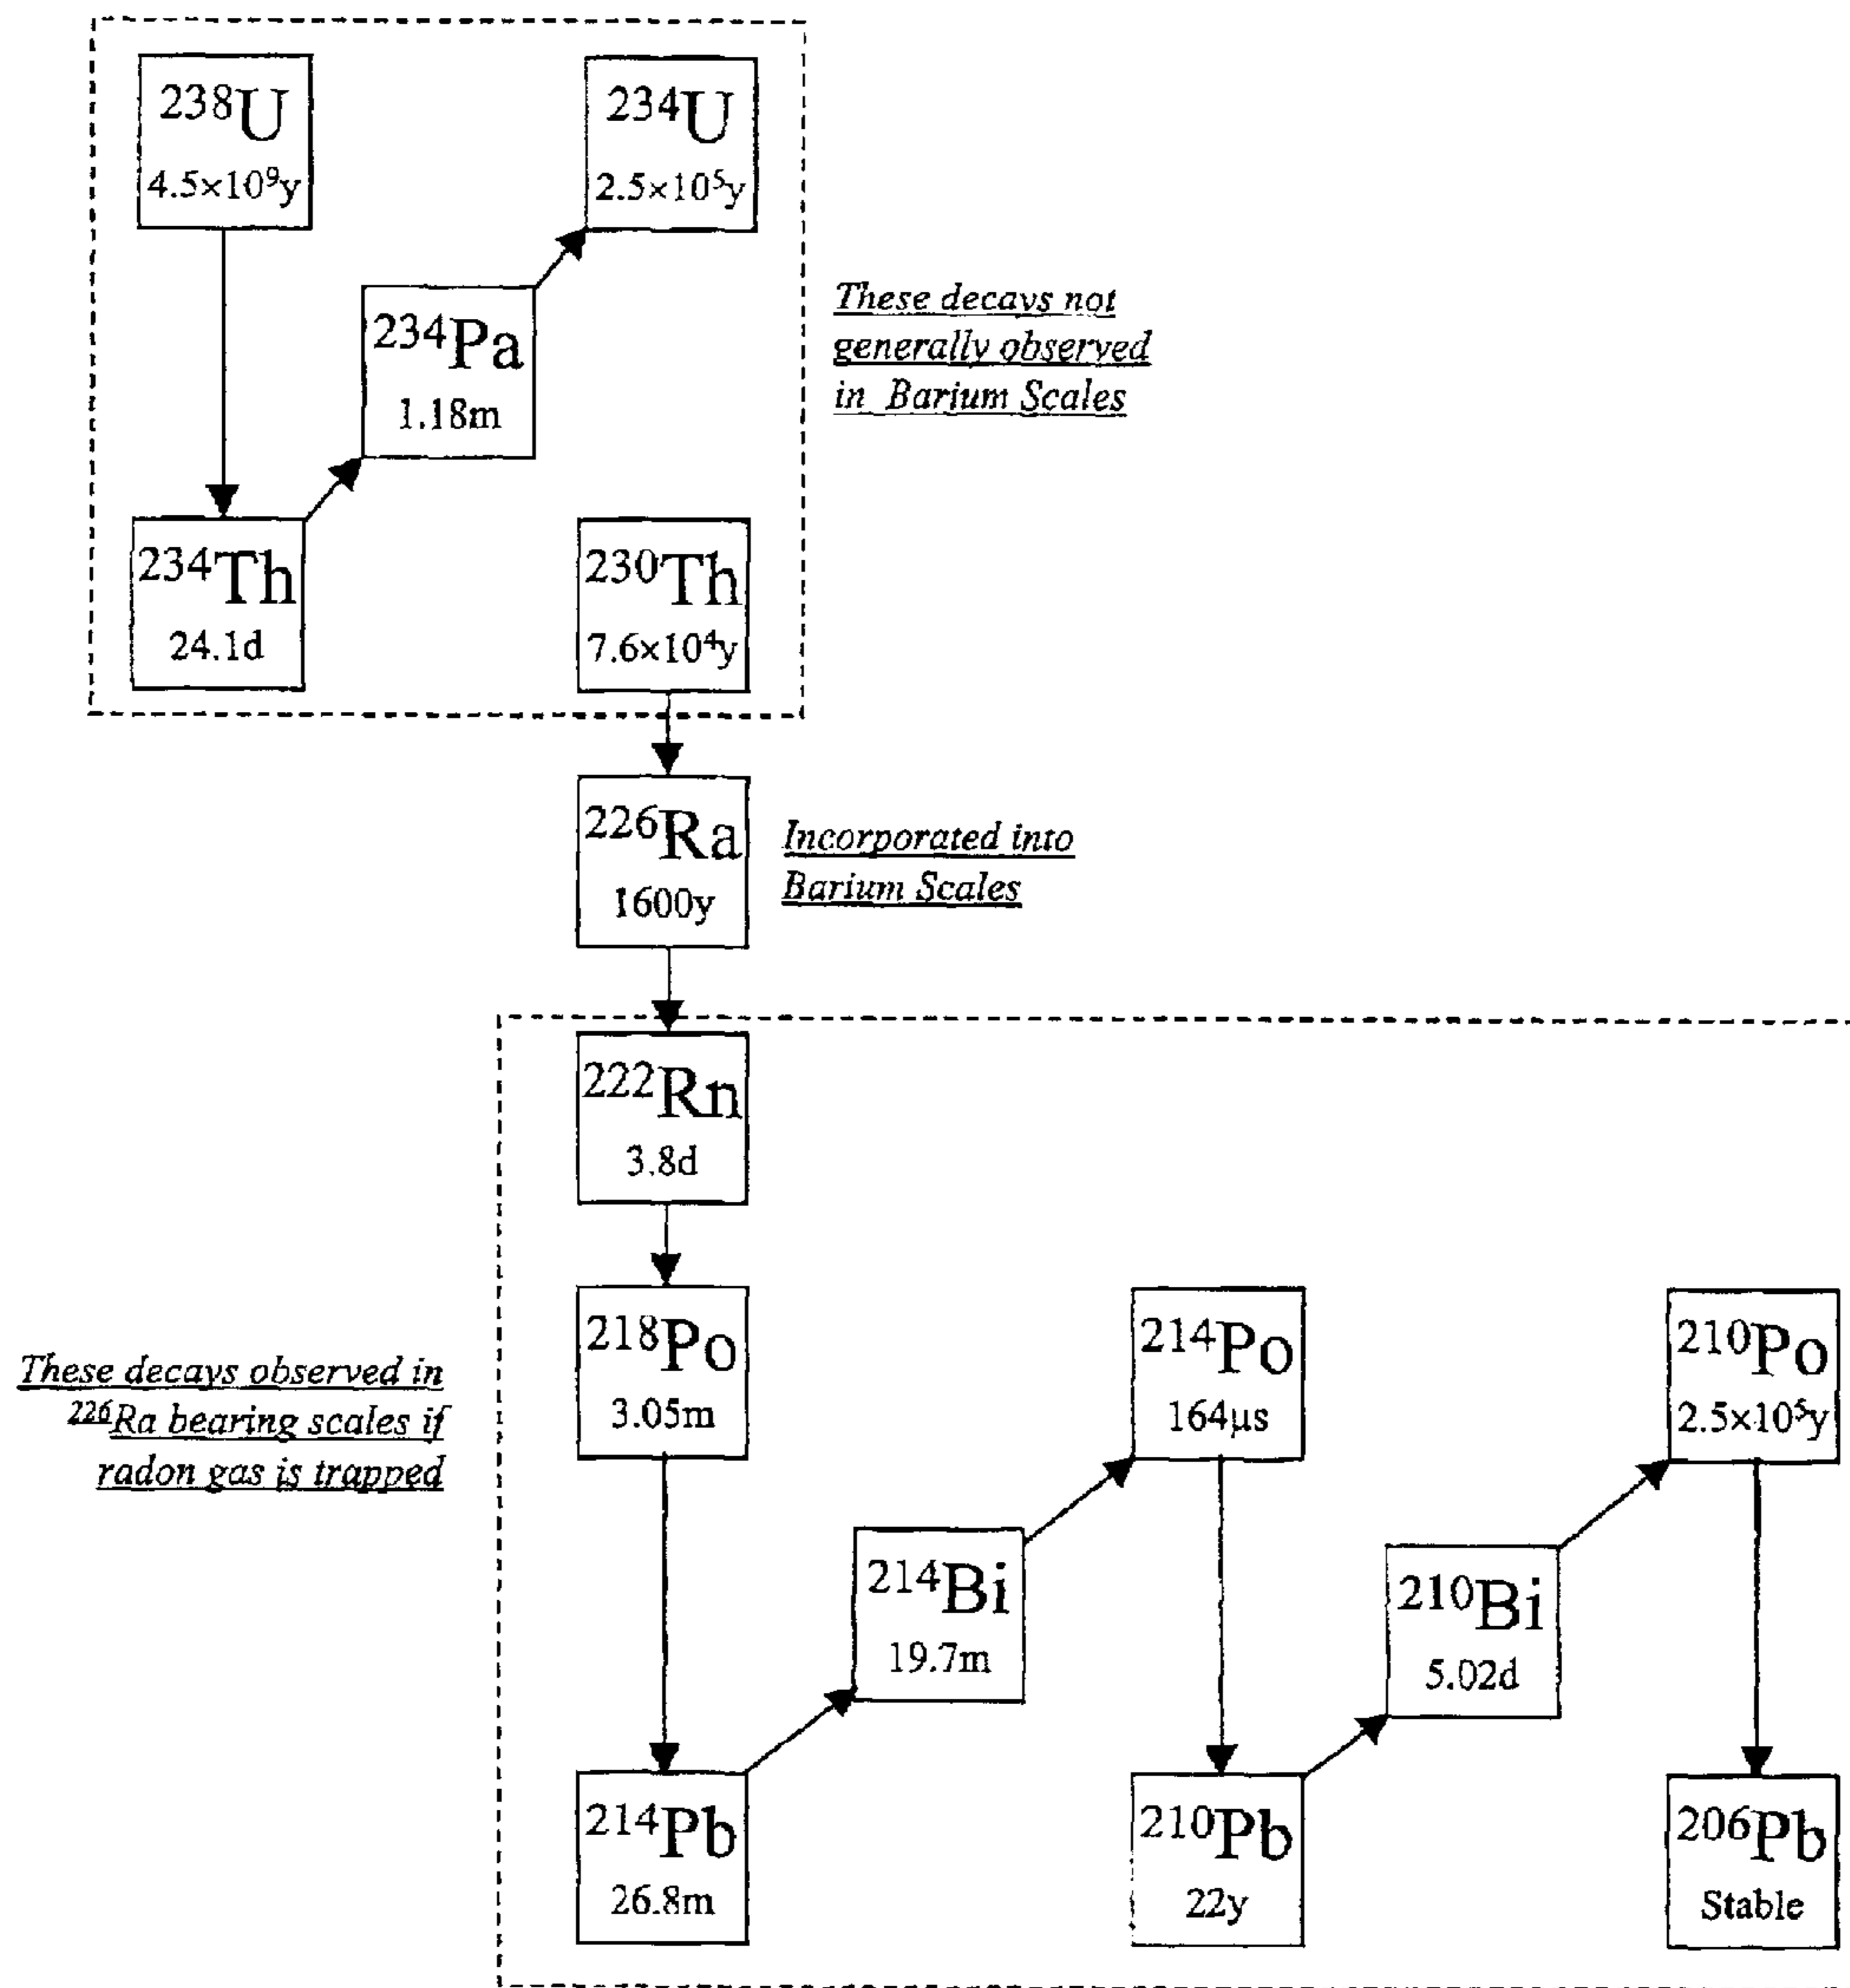 ²³⁸U
4.5×10⁹y
²³⁴U
2.5×10⁵y
²³⁴Pa
1.18m
These decays not
generally observed
in Barium Scales
²³⁴Th
24.1d
²³⁰Th
7.6×10⁴y
²²⁶Ra
1600y
Incorporated into
Barium Scales
²²²Rn
3.8d
²¹⁸Po
3.05m
²¹⁴Po
164μs
²¹⁰Po
2.5×10⁵y
These decays observed in
²²⁶Ra bearing scales if
radon gas is trapped
²¹⁴Bi
19.7m
²¹⁰Bi
5.02d
²¹⁴Pb
26.8m
²¹⁰Pb
22y
²⁰⁶Pb
Stable